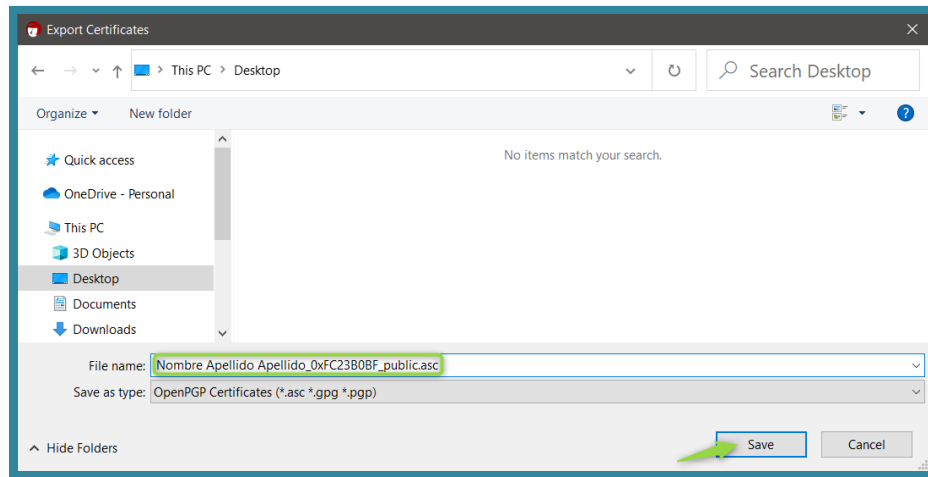 Export Certificates
This PC > Desktop
Search Desktop
Organize
New folder
Quick access
OneDrive - Personal
This PC
3D Objects
Desktop
Documents
Downloads
No items match your search.
File name: Nombre Apellido Apellido_0xFC23B0BF_public.asc
Save as type: OpenPGP Certificates (*.asc *.gpg *.pgp)
Hide Folders
Save
Cancel